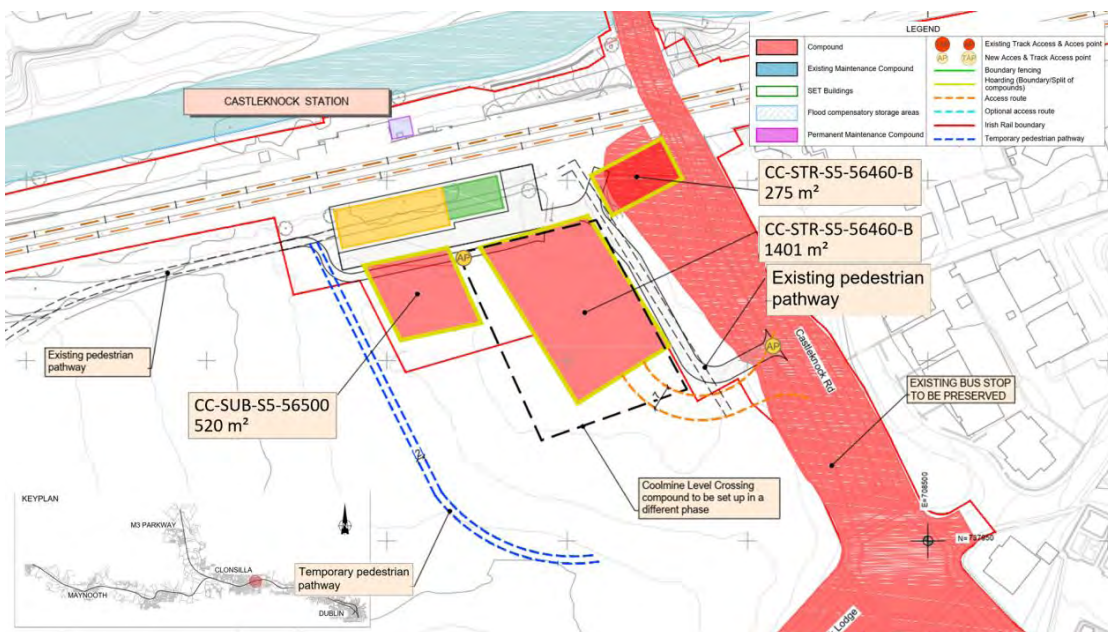 LEGEND
Compound
Existing Maintenance Compound
SET Buildings
Flood compensatory storage areas
Permanent Maintenance Compound
Existing Track Access & Acces point
AP
TAP
New Acces & Track Access point
Boundary fencing
Hoarding (Boundary/Split of
compounds)
Access route
Optional access route
Irish Rail boundary
Temporary pedestrian pathway
CASTLEKNOCK STATION
CC-STR-S5-56460-B
275 m²
CC-STR-S5-56460-B
1401 m²
Existing pedestrian
pathway
AP
AP
Castleknock Rd
Existing pedestrian
pathway
CC-SUB-S5-56500
520 m²
EXISTING BUS STOP
TO BE PRESERVED
Coolmine Level Crossing
compound to be set up in a
different phase
E=708500
N=737950
Temporary pedestrian
pathway
KEYPLAN
M3 PARKWAY
CLONSILLA
MAYNOOTH
DUBLIN
Lodge